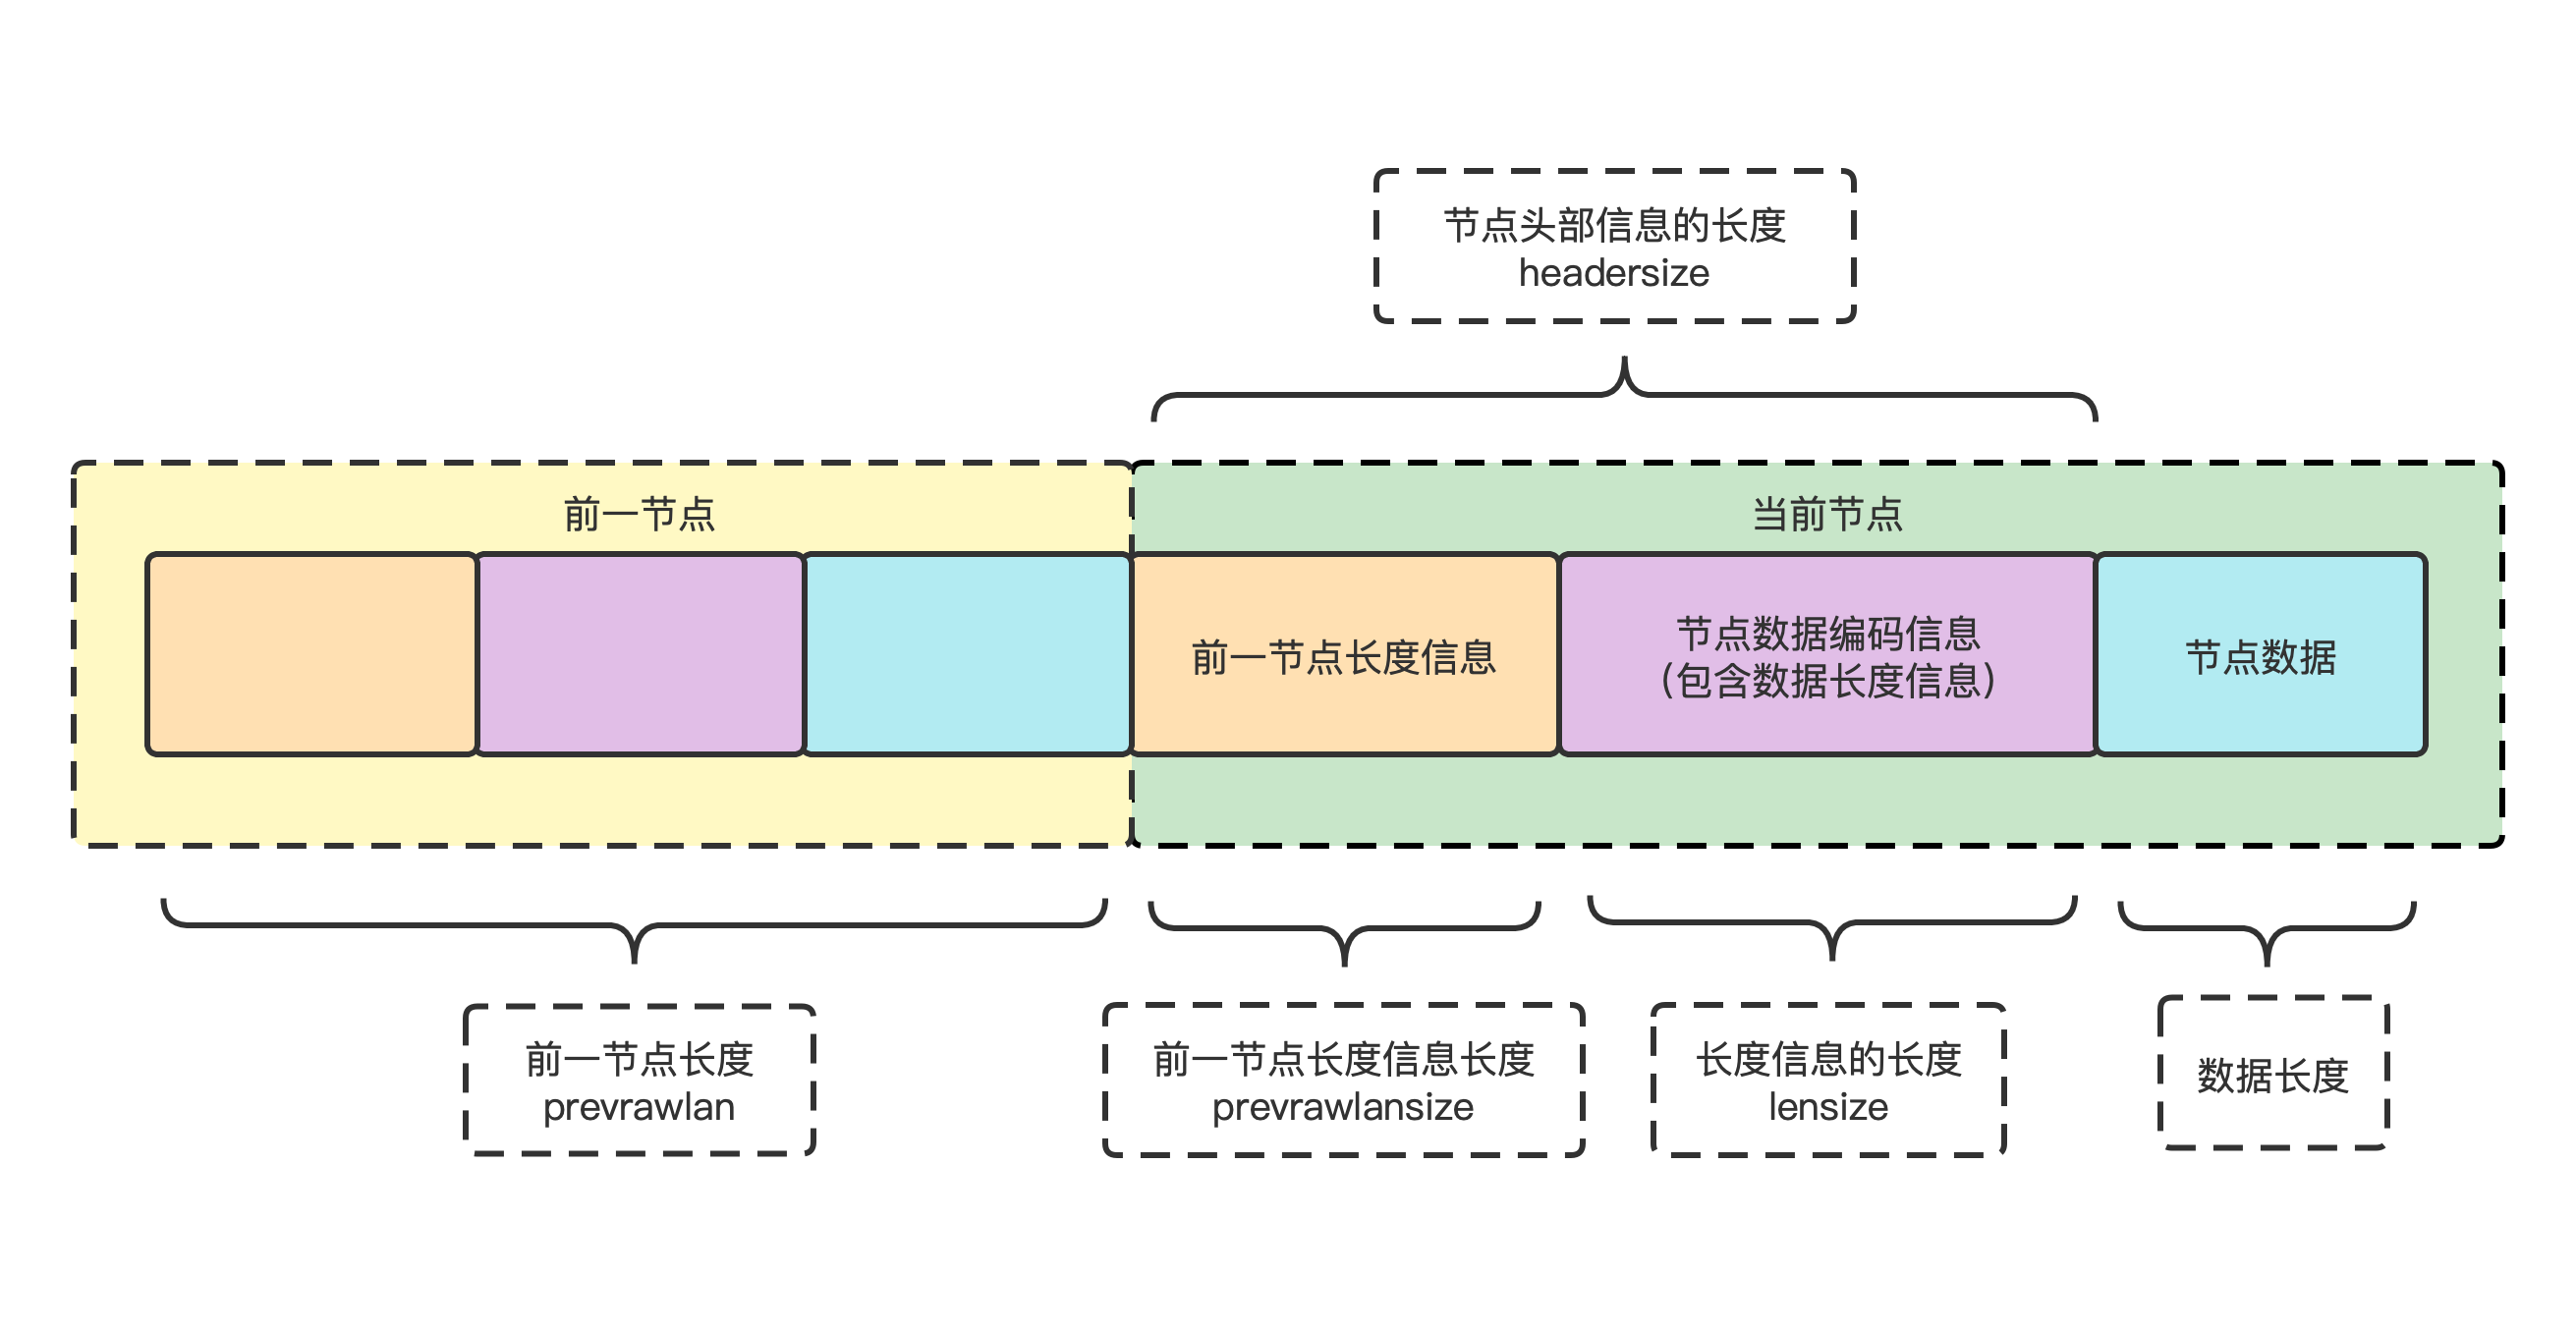 节点头部信息的长度
headersize
前一节点
当前节点
前一节点长度信息
节点数据编码信息
(包含数据长度信息)
节点数据
前一节点长度
prevrawlan
前一节点长度信息长度
prevrawlansize
长度信息的长度
lensize
数据长度